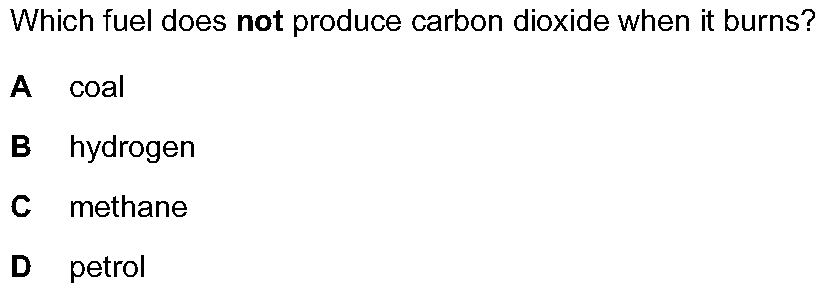 Which fuel does not produce carbon dioxide when it burns?
A coal
B hydrogen
C methane
D petrol